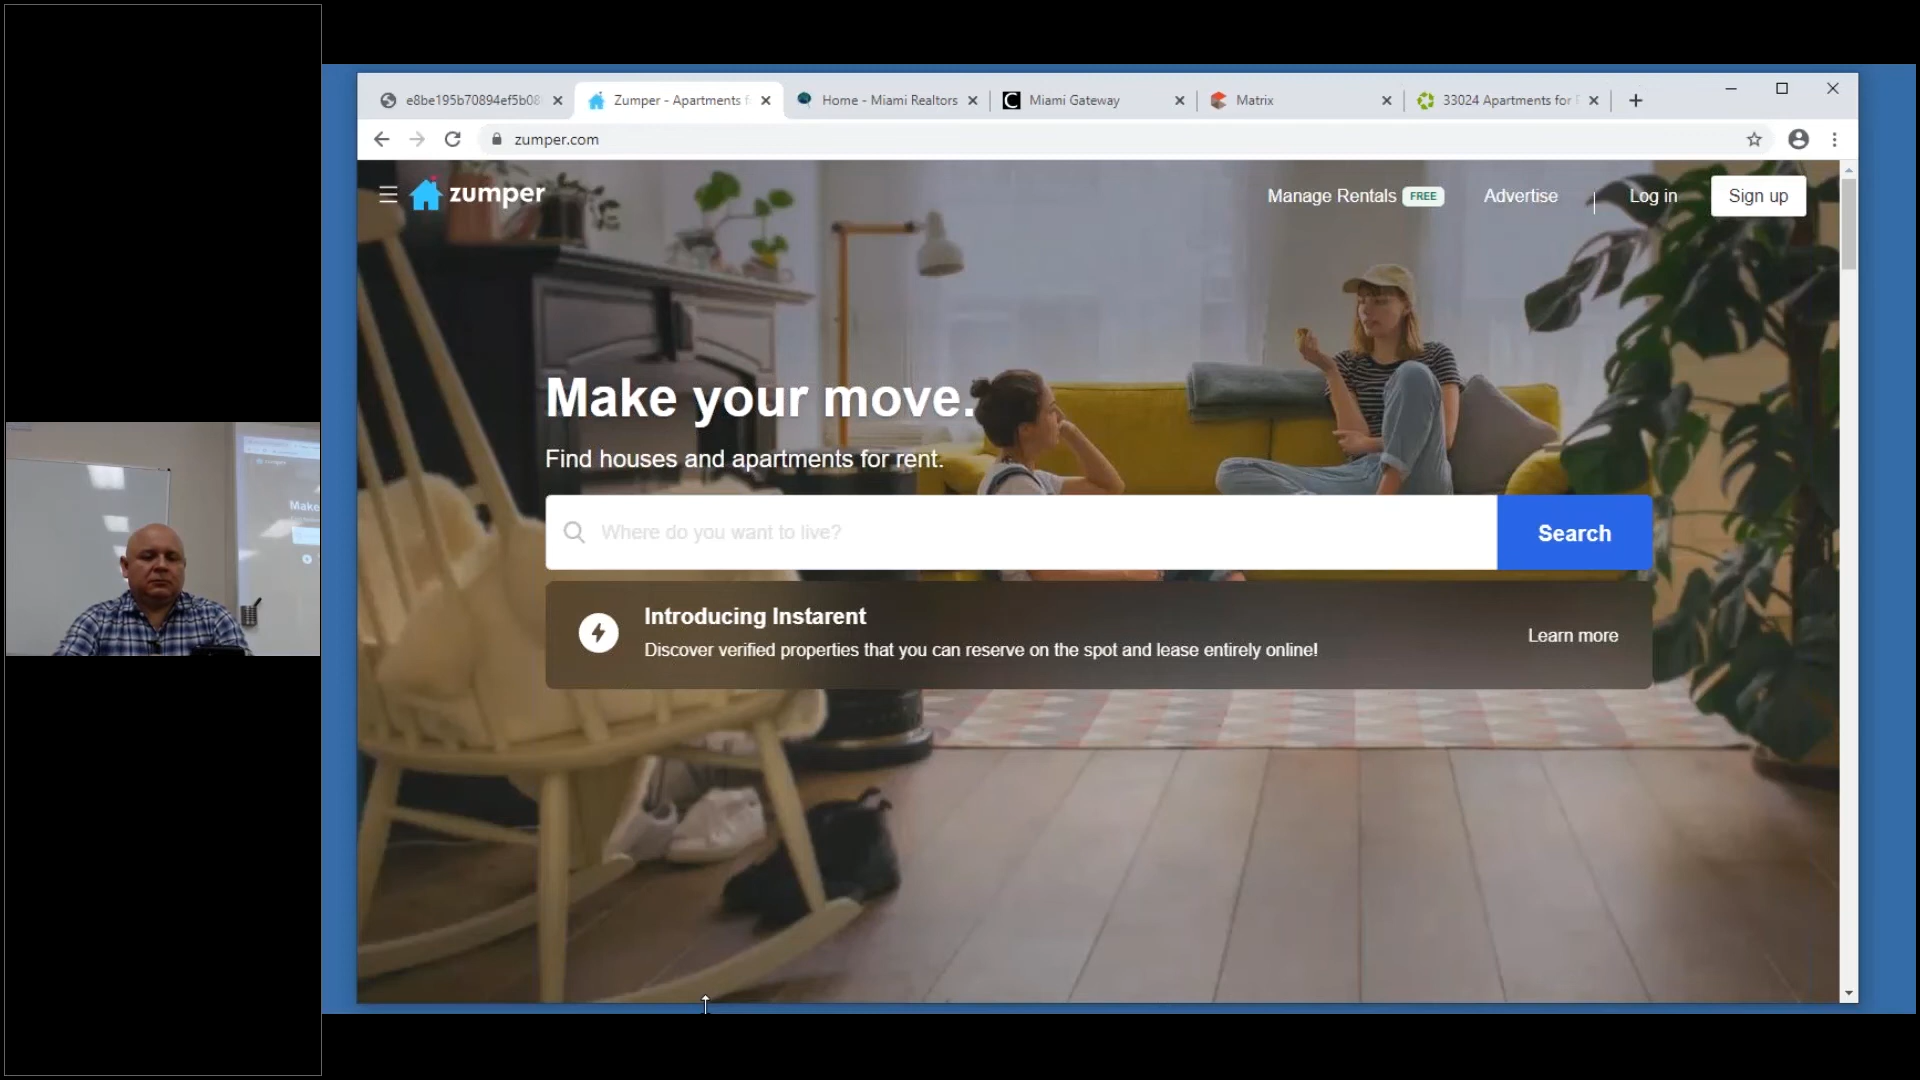 e8be195b70894ef5b08
Zumper - Apartments f
Home - Miami Realtors
Miami Gateway
Matrix
33024 Apartments for
zumper.com
zumper
Manage Rentals FREE
Advertise
Log in
Sign up
Make your move.
Find houses and apartments for rent.
Where do you want to live?
Search
Introducing Instarent
Discover verified properties that you can reserve on the spot and lease entirely online!
Learn more
Make